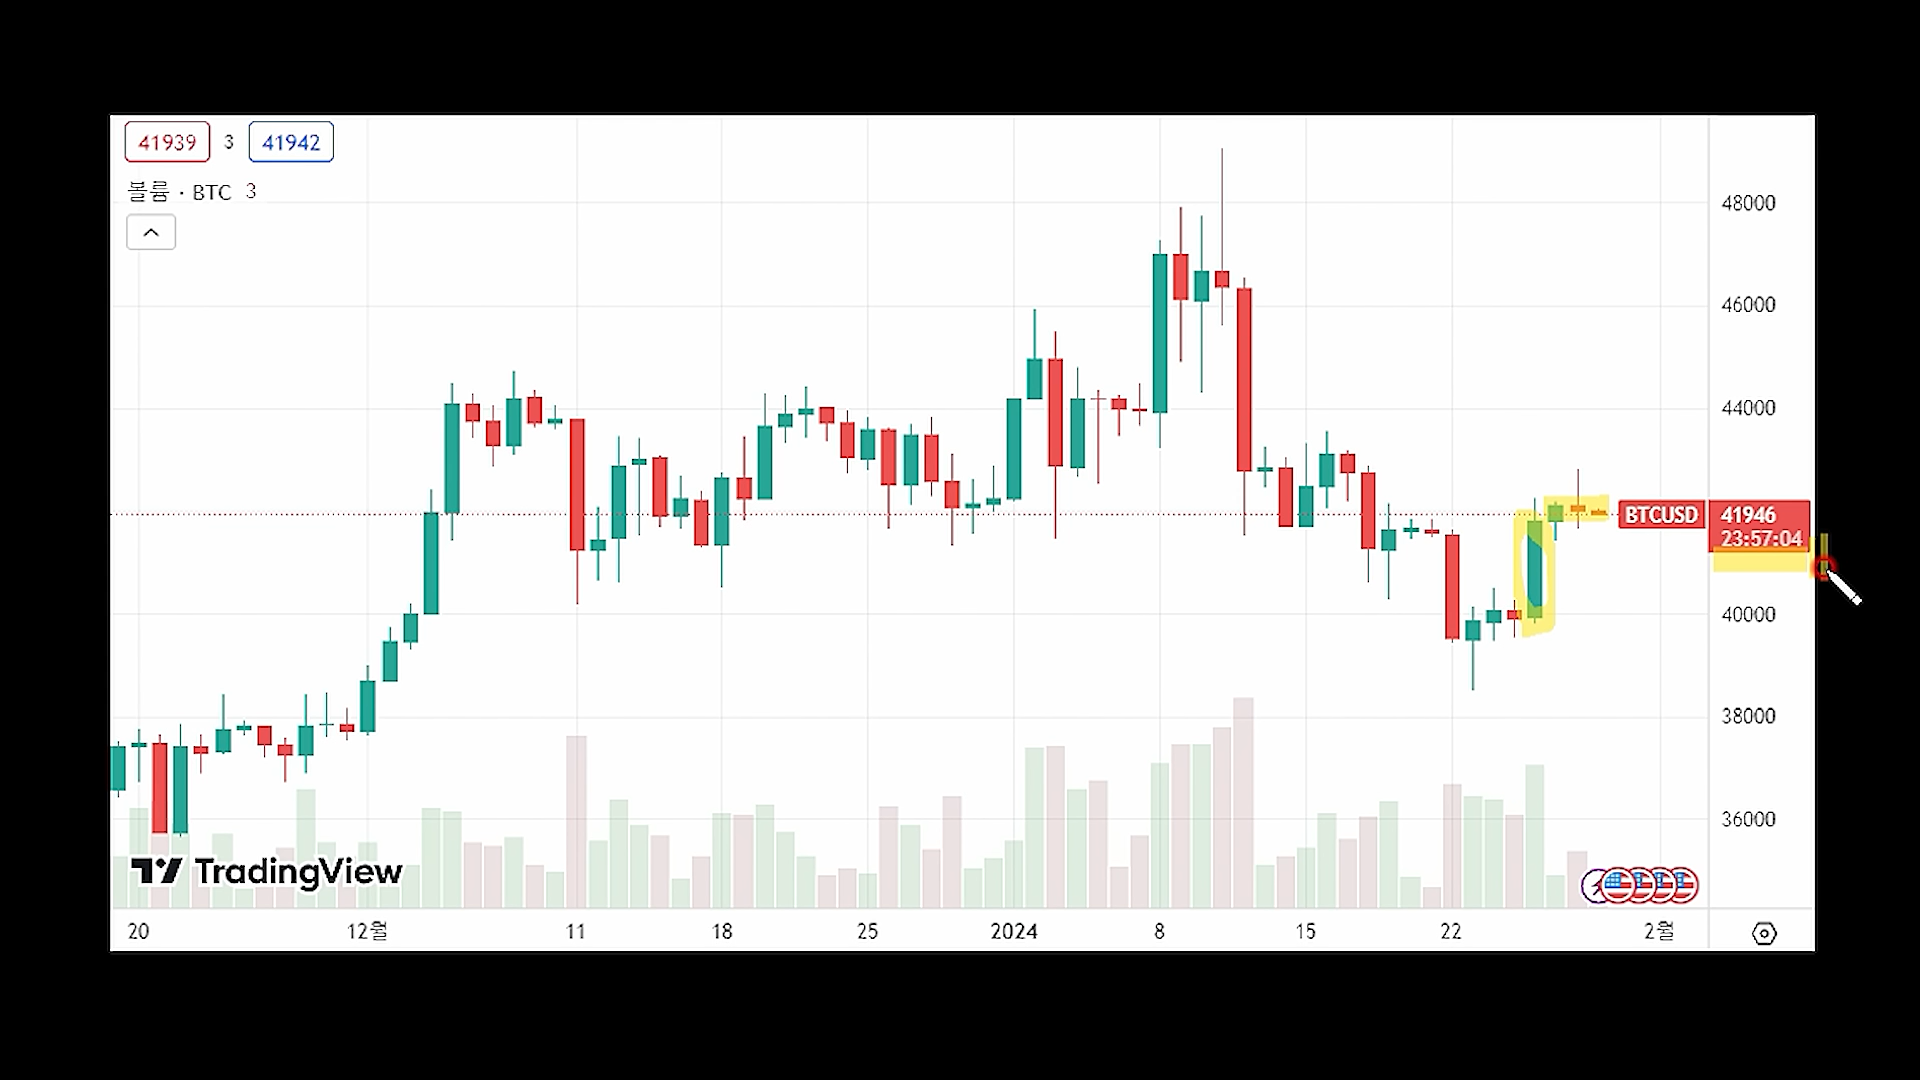 41939 3 41942
볼륨 · BTC 3
48000
46000
44000
BTCUSD 41946
23:57:04
40000
38000
36000
TradingView
20 12월 11 18 25 2024 8 15 22 2월